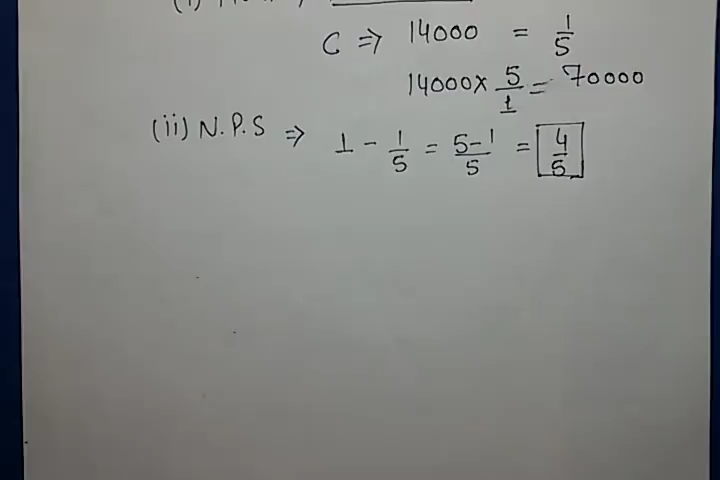 (i)
C ⇒ 14000 = 1/5
14000 × 5/1 = 70000
(ii) N.P.S ⇒ 1 - 1/5 = 5-1/5 = 4/5